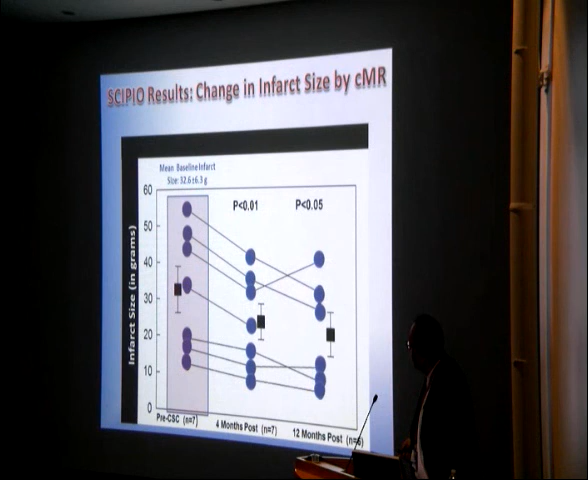 SCIPIO Results: Change in Infarct Size by cMR
Mean Baseline Infarct
Size: 32.6±6.3 g
P<0.01 P<0.05
Infarct Size (in grams)
60
50
40
30
20
10
0
Pre-CSC (n=7) 4 Months Post (n=7) 12 Months Post (n=6)